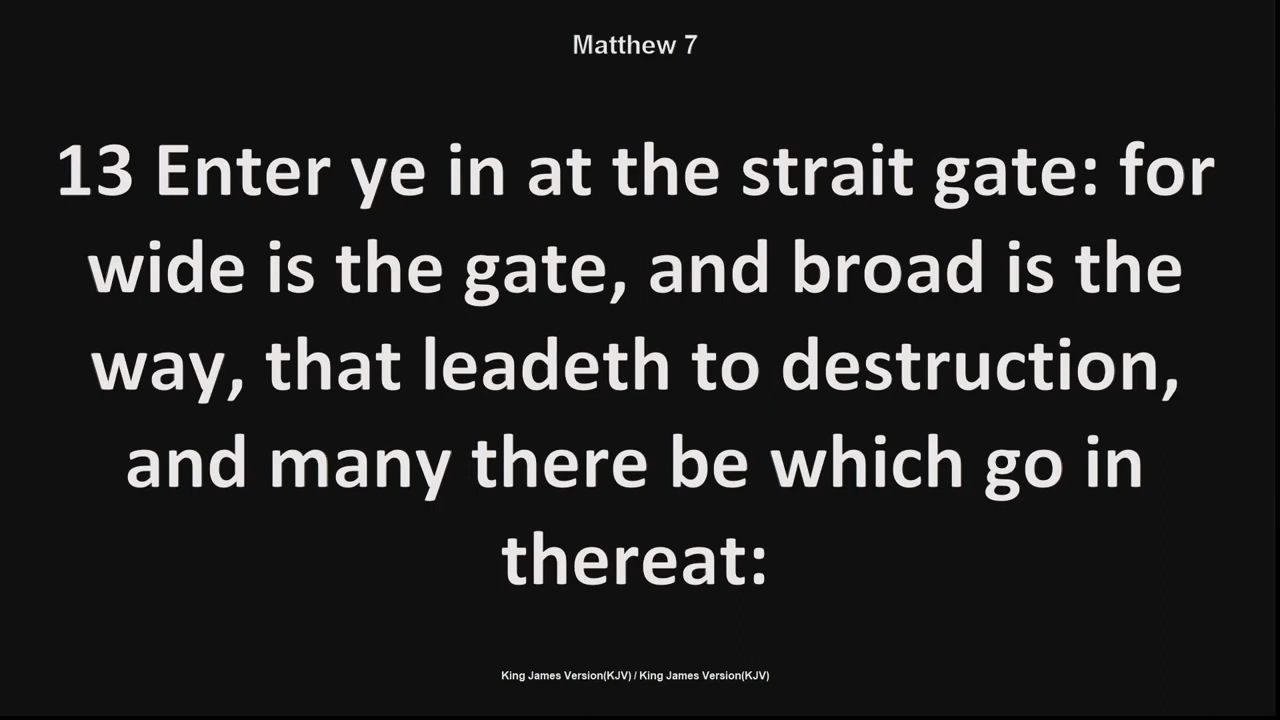 Matthew 7
13 Enter ye in at the strait gate: for
wide is the gate, and broad is the
way, that leadeth to destruction,
and many there be which go in
thereat:
King James Version(KJV) / King James Version(KJV)